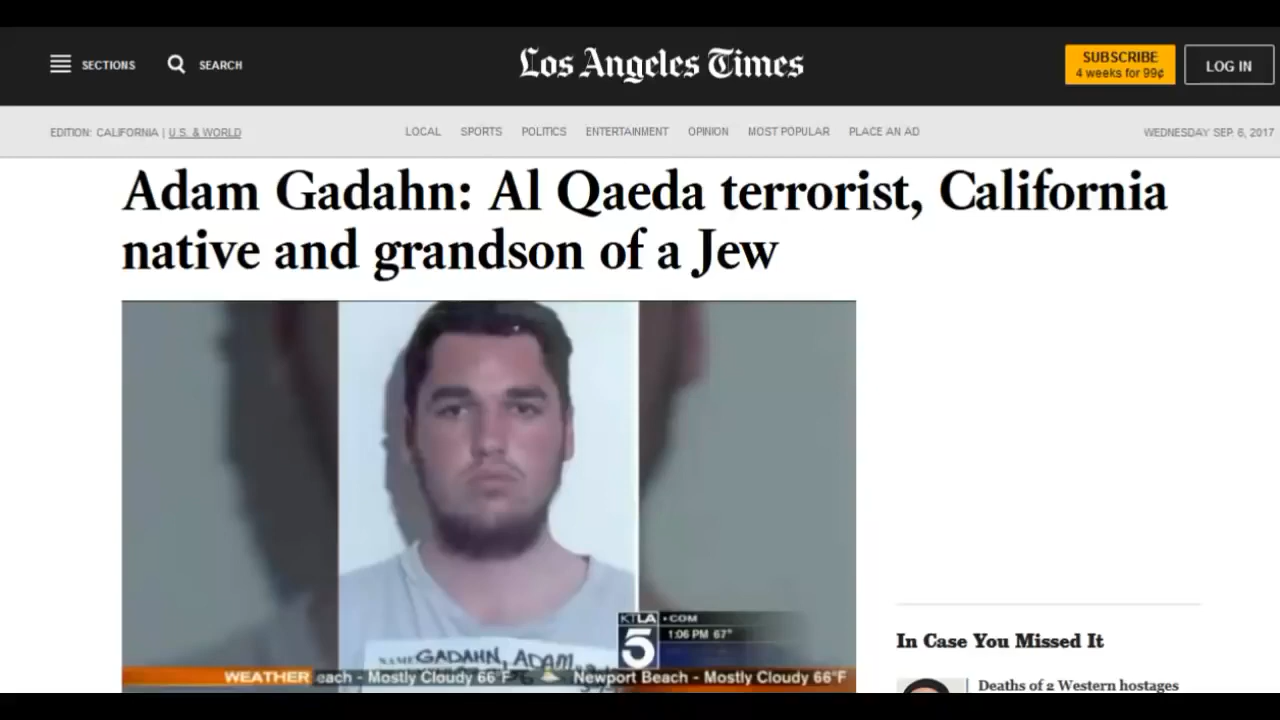 SECTIONS
SEARCH
Los Angeles Times
SUBSCRIBE
4 weeks for 99¢
LOG IN
EDITION: CALIFORNIA | U.S. & WORLD
LOCAL SPORTS POLITICS ENTERTAINMENT OPINION MOST POPULAR PLACE AN AD
WEDNESDAY SEP. 6, 2017
Adam Gadahn: Al Qaeda terrorist, California
native and grandson of a Jew
NAME GADAHN, ADAM
KTLA .COM
5 1:06 PM 67°
WEATHER each - Mostly Cloudy 66°F Newport Beach - Mostly Cloudy 66°F
In Case You Missed It
Deaths of 2 Western hostages